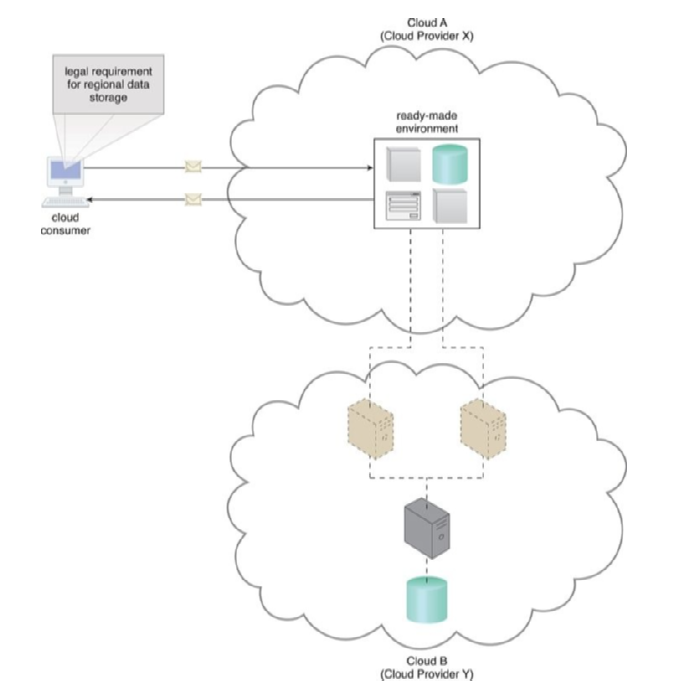 Cloud A
(Cloud Provider X)
legal requirement
for regional data
storage
ready-made
environment
cloud
consumer
Cloud B
(Cloud Provider Y)